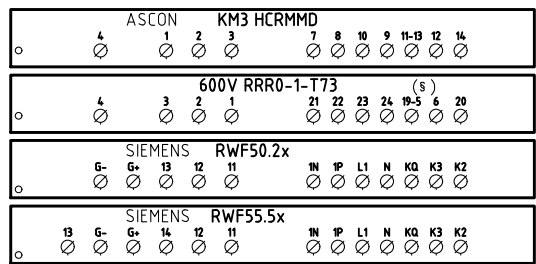 ASCON KM3 HCRMMD
4 1 2 3 7 8 10 9 11-13 12 14
600V RRR0-1-T73 (§)
4 3 2 1 21 22 23 24 19-5 6 20
SIEMENS RWF50.2x
G- G+ 13 12 11 1N 1P L1 N KQ K3 K2
SIEMENS RWF55.5x
13 G- G+ 14 12 11 1N 1P L1 N KQ K3 K2